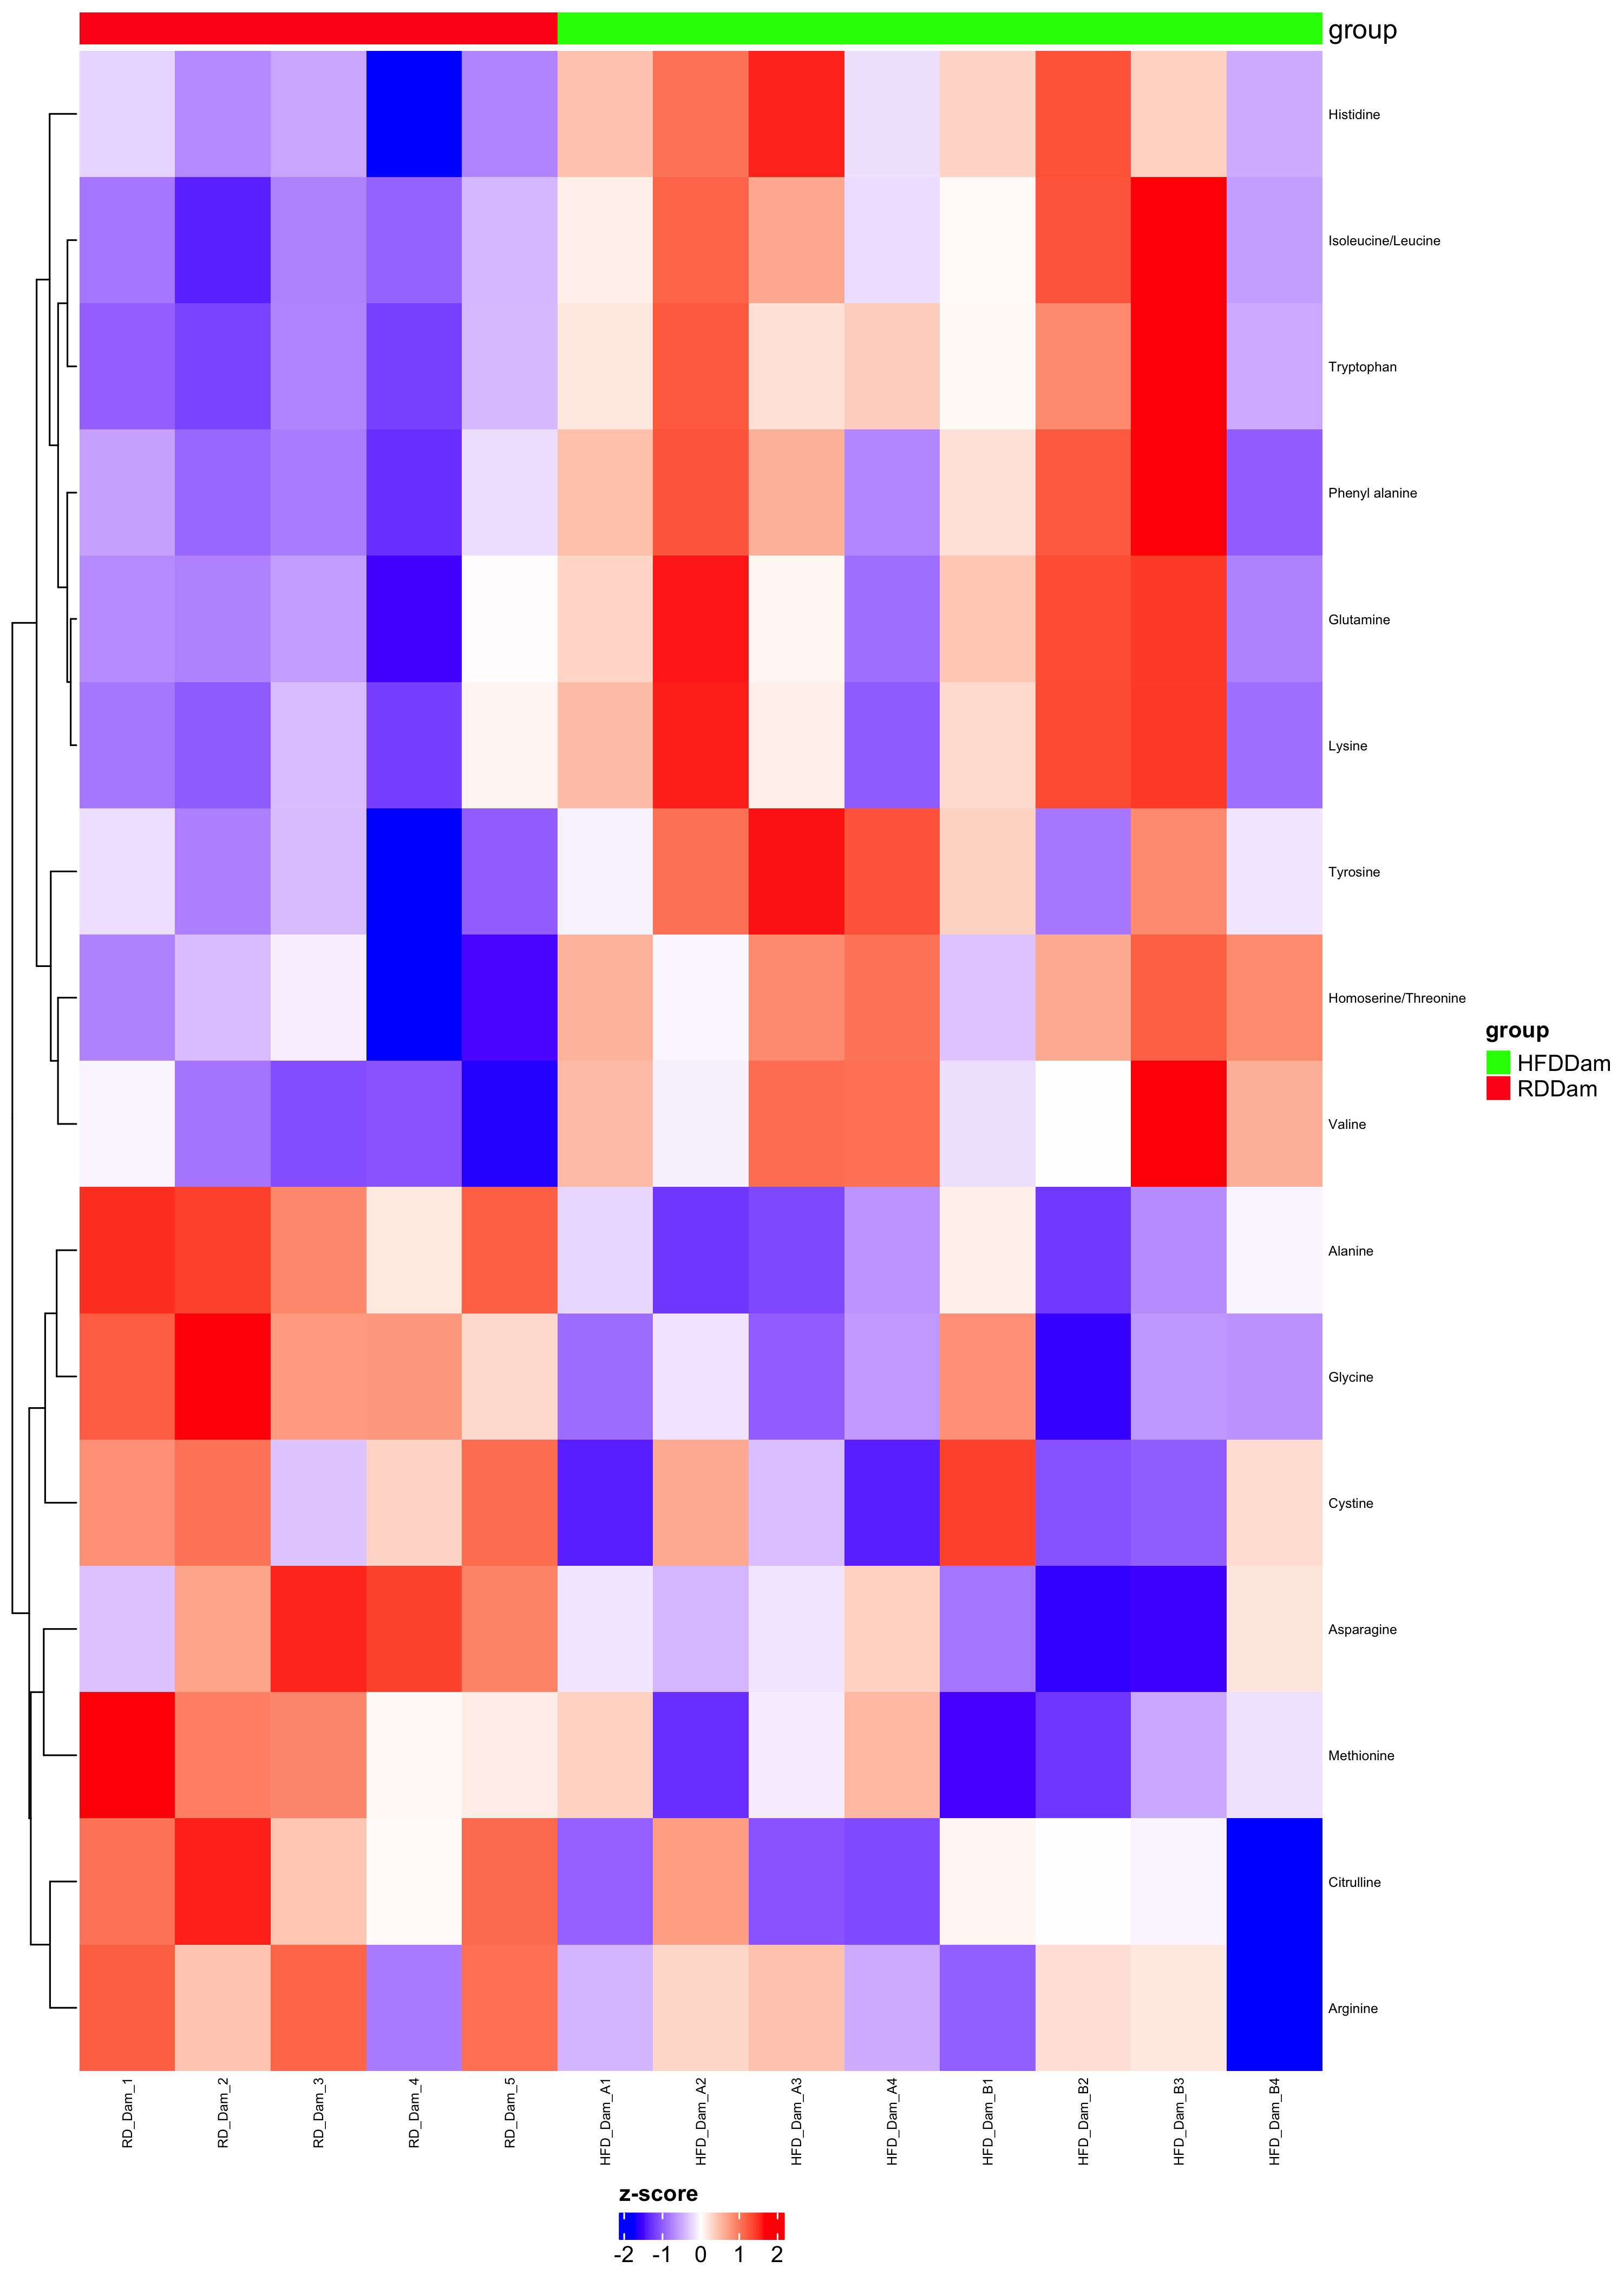 group
Histidine
Isoleucine/Leucine
Tryptophan
Phenyl alanine
Glutamine
Lysine
Tyrosine
Homoserine/Threonine
Valine
Alanine
Glycine
Cystine
Asparagine
Methionine
Citrulline
Arginine
group
HFDDam
RDDam
RD_Dam_1
RD_Dam_2
RD_Dam_3
RD_Dam_4
RD_Dam_5
HFD_Dam_A1
HFD_Dam_A2
HFD_Dam_A3
HFD_Dam_A4
HFD_Dam_B1
HFD_Dam_B2
HFD_Dam_B3
HFD_Dam_B4
z-score
-2 -1 0 1 2